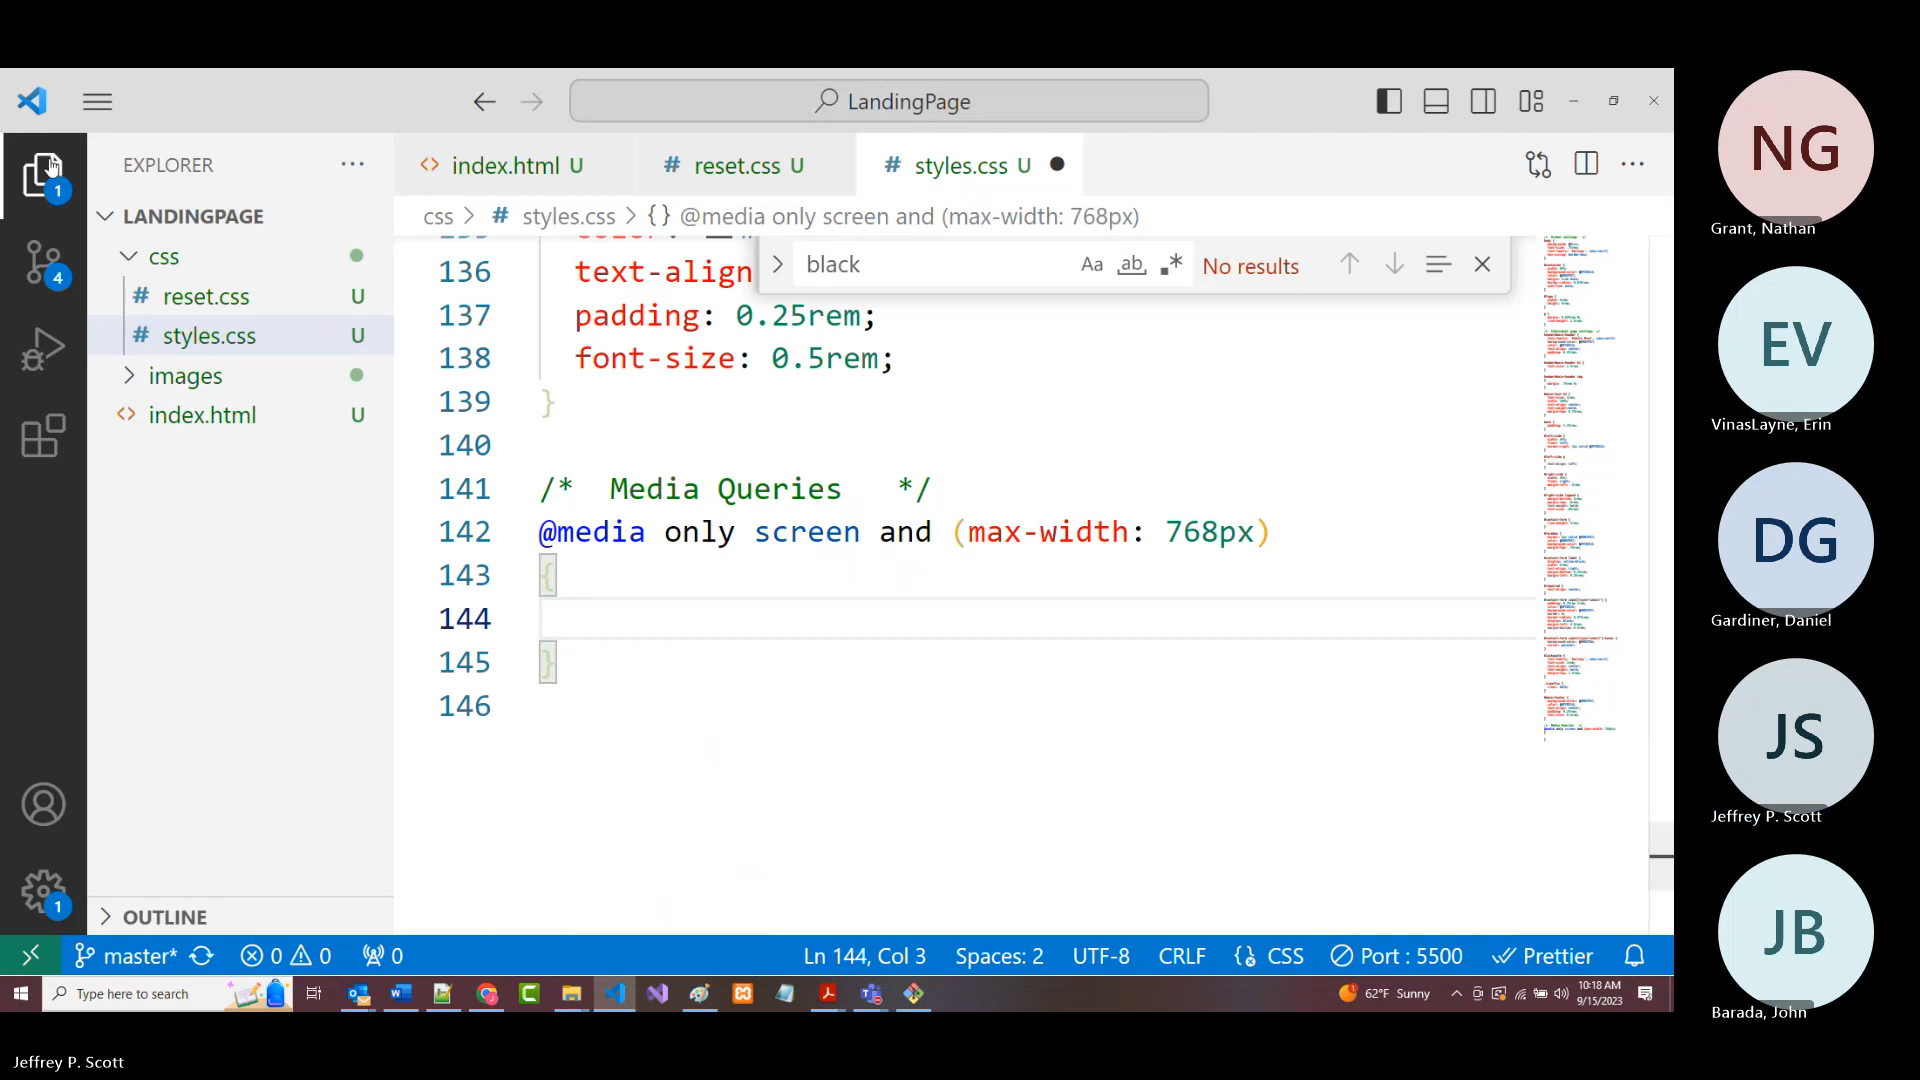 LandingPage
EXPLORER
index.html U
reset.css U
styles.css U
css > # styles.css > {} @media only screen and (max-width: 768px)
LANDINGPAGE
css
# reset.css U
# styles.css U
images
<> index.html U
OUTLINE
black
Aa ab .* No results
136 text-align
137 padding: 0.25rem;
138 font-size: 0.5rem;
139 }
140
141 /*  Media Queries   */
142 @media only screen and (max-width: 768px)
143 {
144
145 }
146
1
4
1
master* 0 0 0
Ln 144, Col 3 Spaces: 2 UTF-8 CRLF {} CSS Port : 5500 Prettier
Type here to search
62°F Sunny
10:18 AM
9/15/2023
NG
Grant, Nathan
EV
VinasLayne, Erin
DG
Gardiner, Daniel
JS
Jeffrey P. Scott
JB
Barada, John
Jeffrey P. Scott